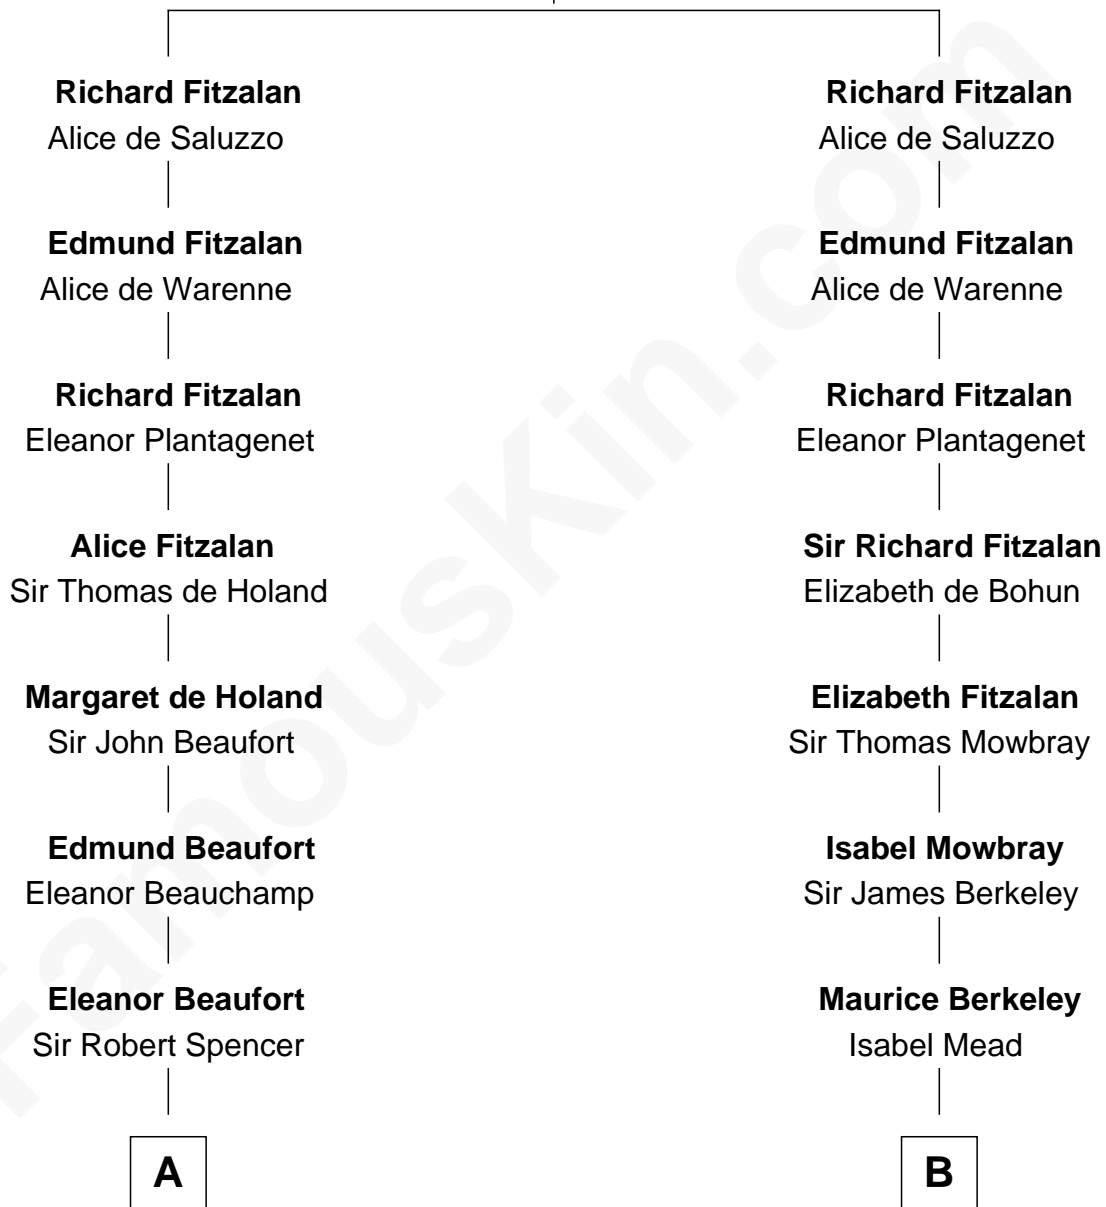 Richard Fitzalan
Alice de Saluzzo
Edmund Fitzalan
Alice de Warenne
Richard Fitzalan
Eleanor Plantagenet
Alice Fitzalan
Sir Thomas de Holand
Margaret de Holand
Sir John Beaufort
Edmund Beaufort
Eleanor Beauchamp
Eleanor Beaufort
Sir Robert Spencer
A
Richard Fitzalan
Alice de Saluzzo
Edmund Fitzalan
Alice de Warenne
Richard Fitzalan
Eleanor Plantagenet
Sir Richard Fitzalan
Elizabeth de Bohun
Elizabeth Fitzalan
Sir Thomas Mowbray
Isabel Mowbray
Sir James Berkeley
Maurice Berkeley
Isabel Mead
B
FamousKin.com